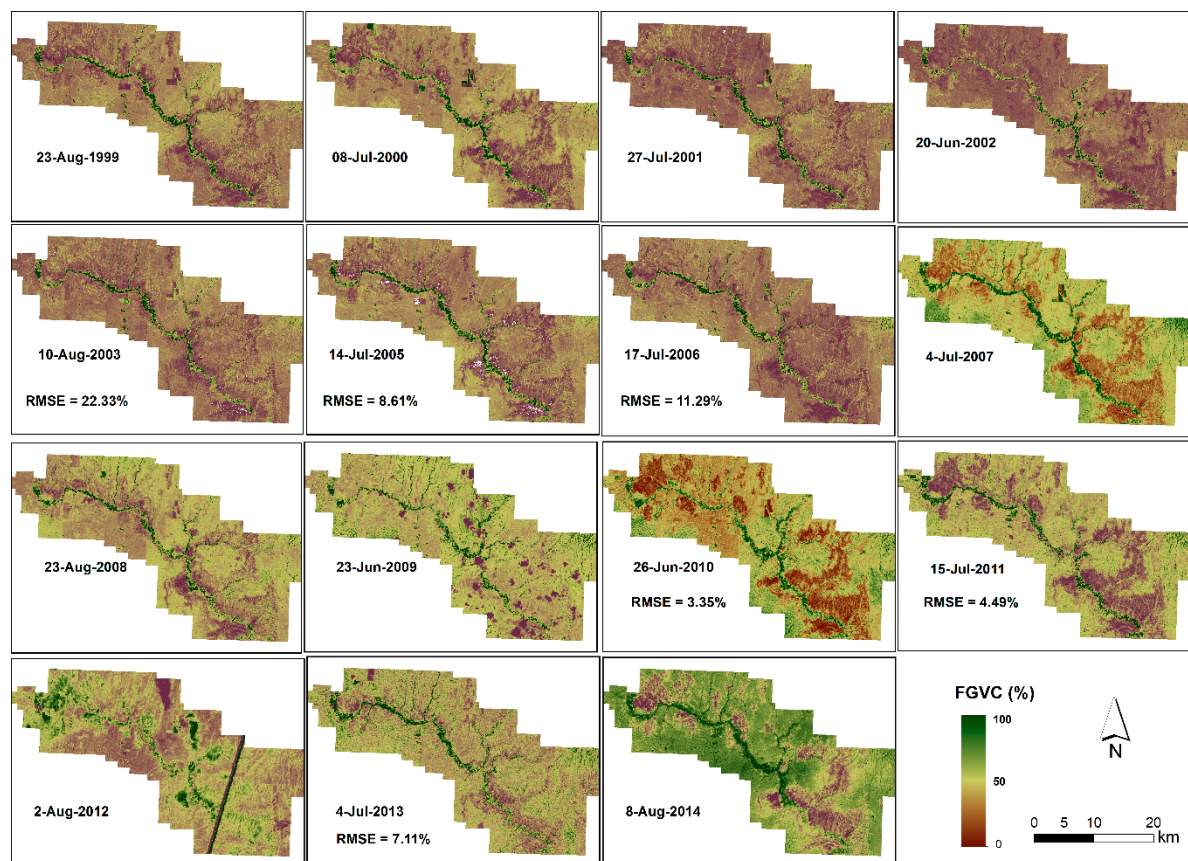 23-Aug-1999
08-Jul-2000
27-Jul-2001
20-Jun-2002
10-Aug-2003
RMSE = 22.33%
14-Jul-2005
RMSE = 8.61%
17-Jul-2006
RMSE = 11.29%
4-Jul-2007
23-Aug-2008
23-Jun-2009
26-Jun-2010
RMSE = 3.35%
15-Jul-2011
RMSE = 4.49%
2-Aug-2012
4-Jul-2013
RMSE = 7.11%
8-Aug-2014
FGVC (%)
100
50
0
N
0 5 10 20
km